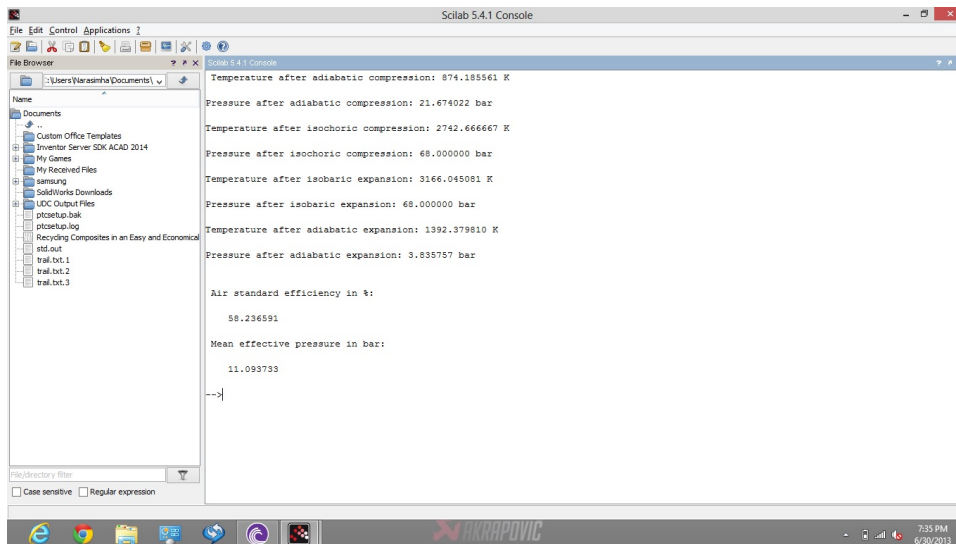 Scilab 5.4.1 Console
File Edit Control Applications ?
File Browser
Scilab 5.4.1 Console
:\Users\Narasimha\Documents\
Name
Documents
..
Custom Office Templates
Inventor Server SDK ACAD 2014
My Games
My Received Files
samsung
SolidWorks Downloads
UDC Output Files
ptcsetup.bak
ptcsetup.log
Recycling Composites in an Easy and Economical
std.out
trail.txt.1
trail.txt.2
trail.txt.3
File/directory filter
Case sensitive Regular expression
Temperature after adiabatic compression: 874.185561 K
Pressure after adiabatic compression: 21.674022 bar
Temperature after isochoric compression: 2742.666667 K
Pressure after isochoric compression: 68.000000 bar
Temperature after isobaric expansion: 3166.045081 K
Pressure after isobaric expansion: 68.000000 bar
Temperature after adiabatic expansion: 1392.379810 K
Pressure after adiabatic expansion: 3.835757 bar
Air standard efficiency in %:
58.236591
Mean effective pressure in bar:
11.093733
-->
AKRAPOVIC
7:35 PM
6/30/2013